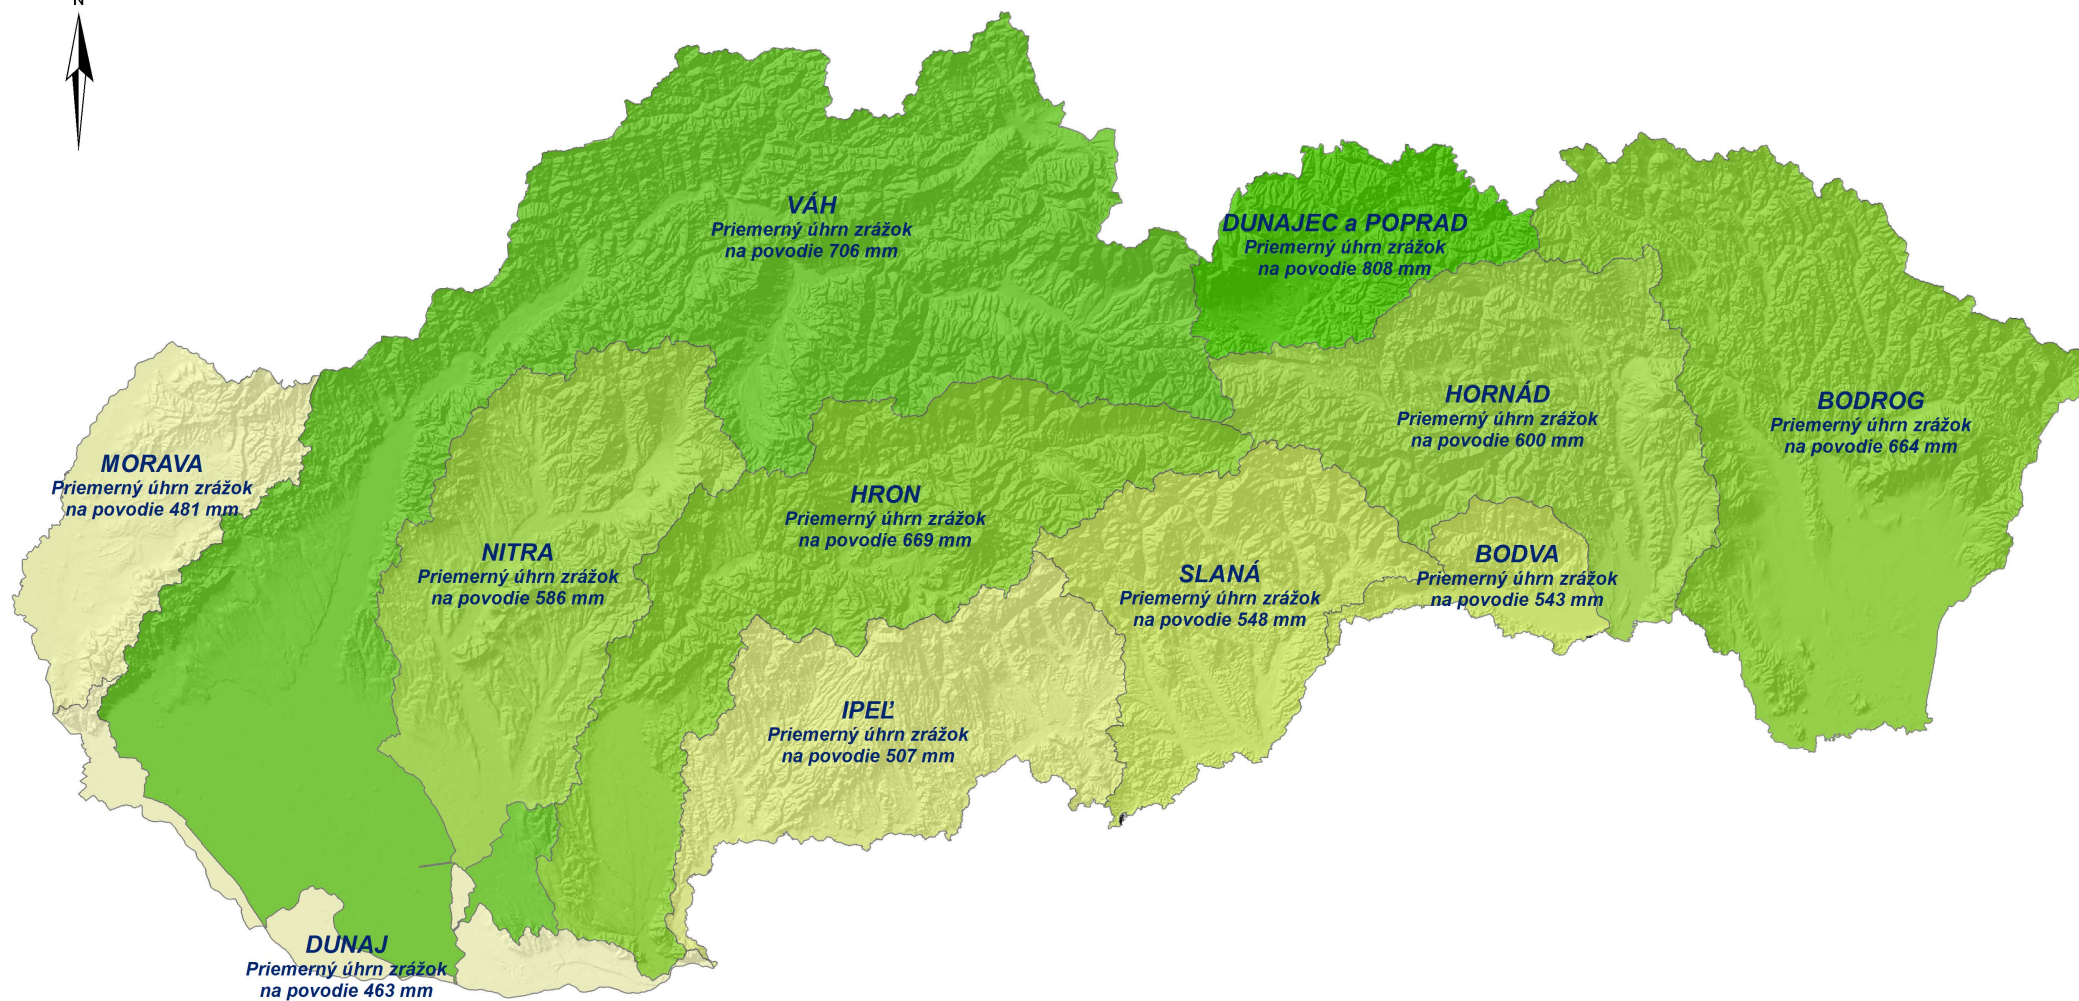 N
VÁH
Priemerný úhrn zrážok
na povodie 706 mm
DUNAJEC a POPRAD
Priemerný úhrn zrážok
na povodie 808 mm
HORNÁD
Priemerný úhrn zrážok
na povodie 600 mm
BODROG
Priemerný úhrn zrážok
na povodie 664 mm
MORAVA
Priemerný úhrn zrážok
na povodie 481 mm
HRON
Priemerný úhrn zrážok
na povodie 669 mm
NITRA
Priemerný úhrn zrážok
na povodie 586 mm
SLANÁ
Priemerný úhrn zrážok
na povodie 548 mm
BODVA
Priemerný úhrn zrážok
na povodie 543 mm
IPEĽ
Priemerný úhrn zrážok
na povodie 507 mm
DUNAJ
Priemerný úhrn zrážok
na povodie 463 mm